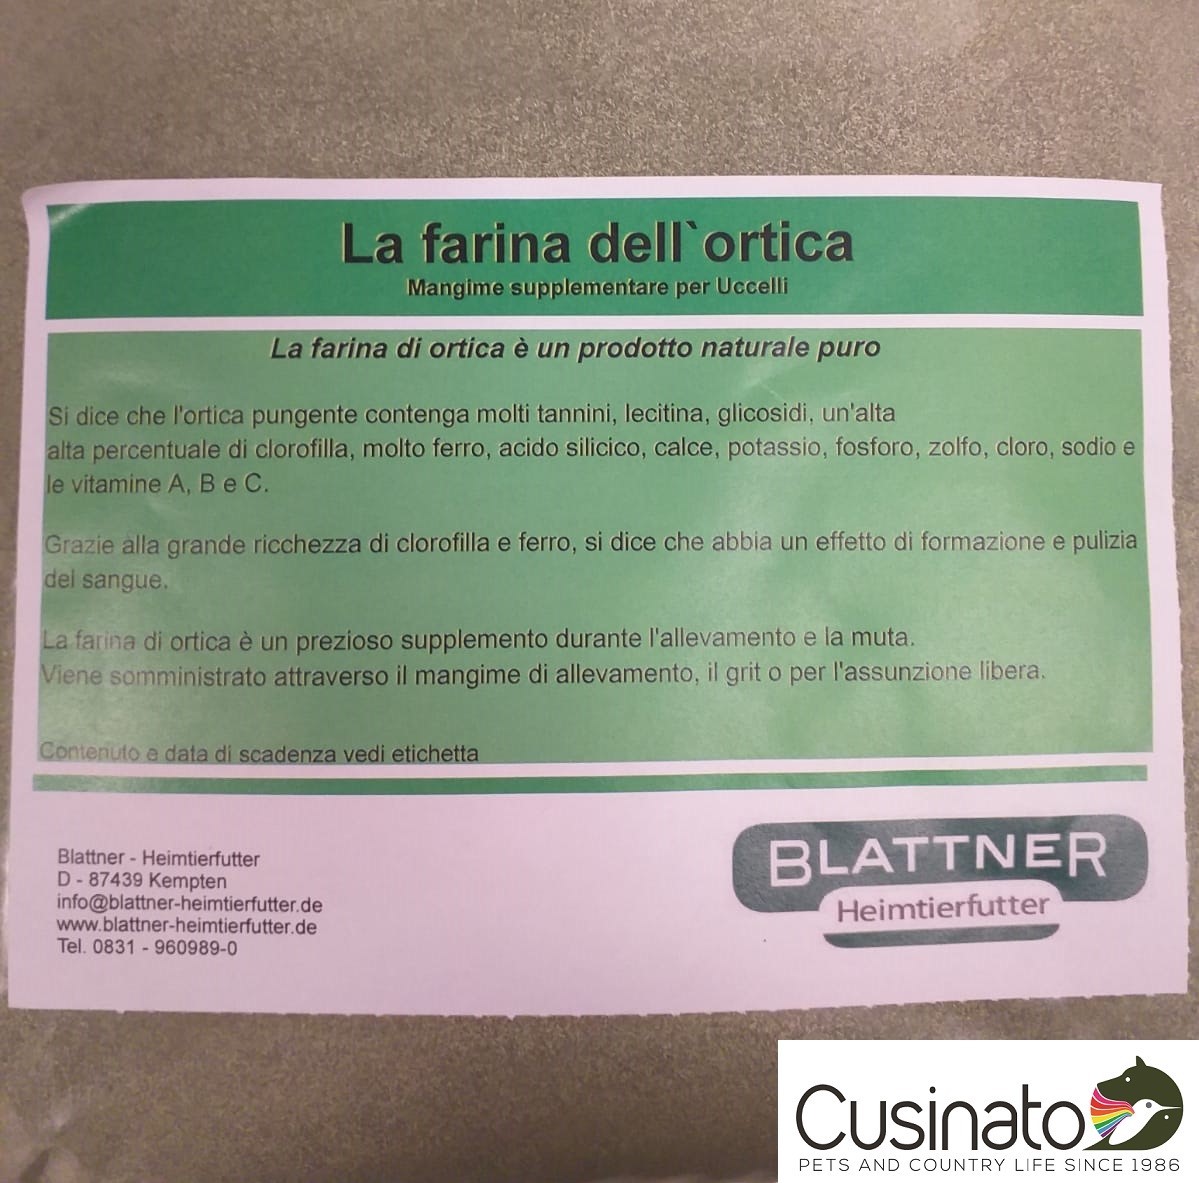 La farina dell`ortica
Mangime supplementare per Uccelli
La farina di ortica è un prodotto naturale puro
Si dice che l'ortica pungente contenga molti tannini, lecitina, glicosidi, un'alta
alta percentuale di clorofilla, molto ferro, acido silicico, calce, potassio, fosforo, zolfo, cloro, sodio e
le vitamine A, B e C.
Grazie alla grande ricchezza di clorofilla e ferro, si dice che abbia un effetto di formazione e pulizia
del sangue.
La farina di ortica è un prezioso supplemento durante l'allevamento e la muta.
Viene somministrato attraverso il mangime di allevamento, il grit o per l'assunzione libera.
Contenuto e data di scadenza vedi etichetta
Blattner - Heimtierfutter
D - 87439 Kempten
info@blattner-heimtierfutter.de
www.blattner-heimtierfutter.de
Tel. 0831 - 960989-0
BLATTNER
Heimtierfutter
Cusinato
PETS AND COUNTRY LIFE SINCE 1986